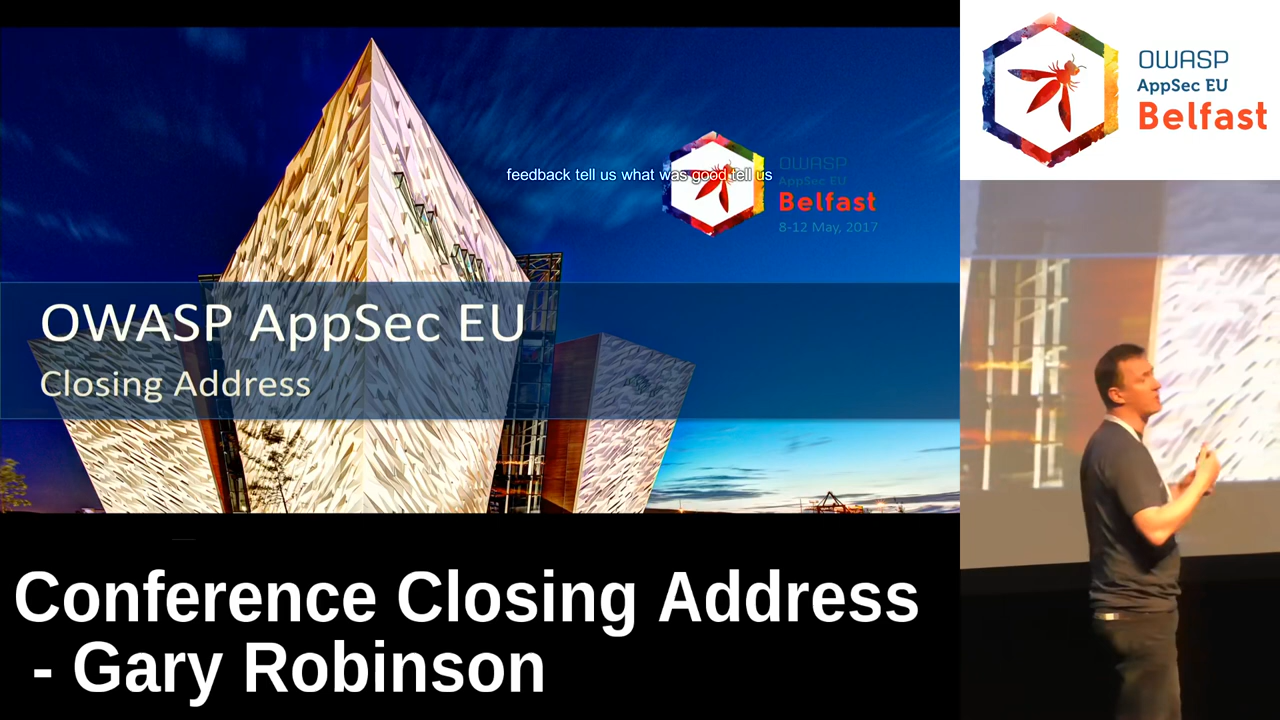 feedback tell us what was good tell us
OWASP
AppSec EU
Belfast
8-12 May, 2017
OWASP AppSec EU
Closing Address
Conference Closing Address
- Gary Robinson
OWASP
AppSec EU
Belfast